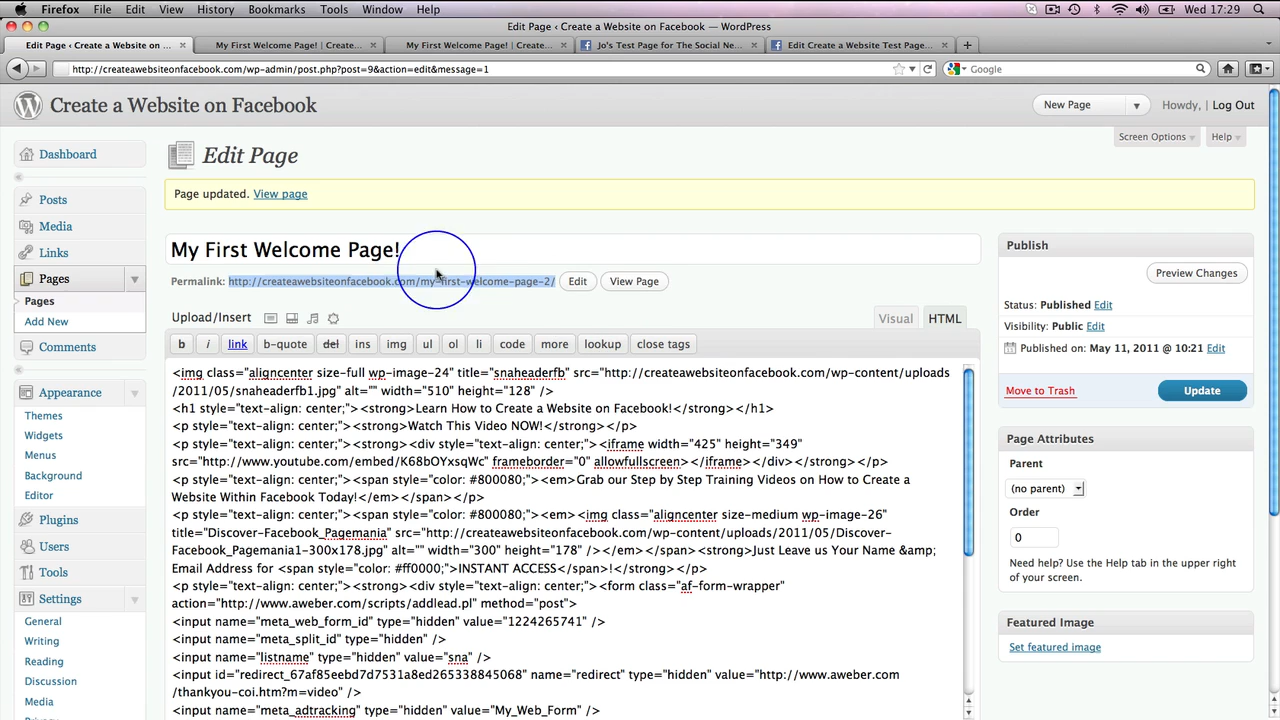 Firefox File Edit View History Bookmarks Tools Window Help Wed 17:29
Edit Page ‹ Create a Website on Facebook — WordPress
Edit Page ‹ Create a Website on ... My First Welcome Page! | Create... My First Welcome Page! | Create... Jo's Test Page for The Social Ne... Edit Create a Website Test Page...
http://createawebsiteonfacebook.com/wp-admin/post.php?post=9&action=edit&message=1 Google
Create a Website on Facebook New Page Howdy, | Log Out
Screen Options Help
Dashboard
Posts
Media
Links
Pages
Pages
Add New
Comments
Appearance
Themes
Widgets
Menus
Background
Editor
Plugins
Users
Tools
Settings
General
Writing
Reading
Discussion
Media
Edit Page
Page updated. View page
My First Welcome Page!
Permalink: http://createawebsiteonfacebook.com/my-first-welcome-page-2/ Edit View Page
Upload/Insert Visual HTML
b i link b-quote del ins img ul ol li code more lookup close tags
<img class="aligncenter size-full wp-image-24" title="snaheaderfb" src="http://createawebsiteonfacebook.com/wp-content/uploads
/2011/05/snaheaderfb1.jpg" alt="" width="510" height="128" />
<h1 style="text-align: center;"><strong>Learn How to Create a Website on Facebook!</strong></h1>
<p style="text-align: center;"><strong>Watch This Video NOW!</strong></p>
<p style="text-align: center;"><strong><div style="text-align: center;"><iframe width="425" height="349"
src="http://www.youtube.com/embed/K68bOYxsqWc" frameborder="0" allowfullscreen></iframe></div></strong></p>
<p style="text-align: center;"><span style="color: #800080;"><em>Grab our Step by Step Training Videos on How to Create a
Website Within Facebook Today!</em></span></p>
<p style="text-align: center;"><span style="color: #800080;"><em><img class="aligncenter size-medium wp-image-26"
title="Discover-Facebook_Pagemania" src="http://createawebsiteonfacebook.com/wp-content/uploads/2011/05/Discover-
Facebook_Pagemania1-300x178.jpg" alt="" width="300" height="178" /></em></span><strong>Just Leave us Your Name &amp;
Email Address for <span style="color: #ff0000;">INSTANT ACCESS</span>!</strong></p>
<p style="text-align: center;"><strong><div style="text-align: center;"><form class="af-form-wrapper"
action="http://www.aweber.com/scripts/addlead.pl" method="post">
<input name="meta_web_form_id" type="hidden" value="1224265741" />
<input name="meta_split_id" type="hidden" />
<input name="listname" type="hidden" value="sna" />
<input id="redirect_67af85eebd7d7531a8ed265338845068" name="redirect" type="hidden" value="http://www.aweber.com
/thankyou-coi.htm?m=video" />
<input name="meta_adtracking" type="hidden" value="My_Web_Form" />
Publish
Preview Changes
Status: Published Edit
Visibility: Public Edit
Published on: May 11, 2011 @ 10:21 Edit
Move to Trash Update
Page Attributes
Parent
(no parent)
Order
0
Need help? Use the Help tab in the upper right
of your screen.
Featured Image
Set featured image